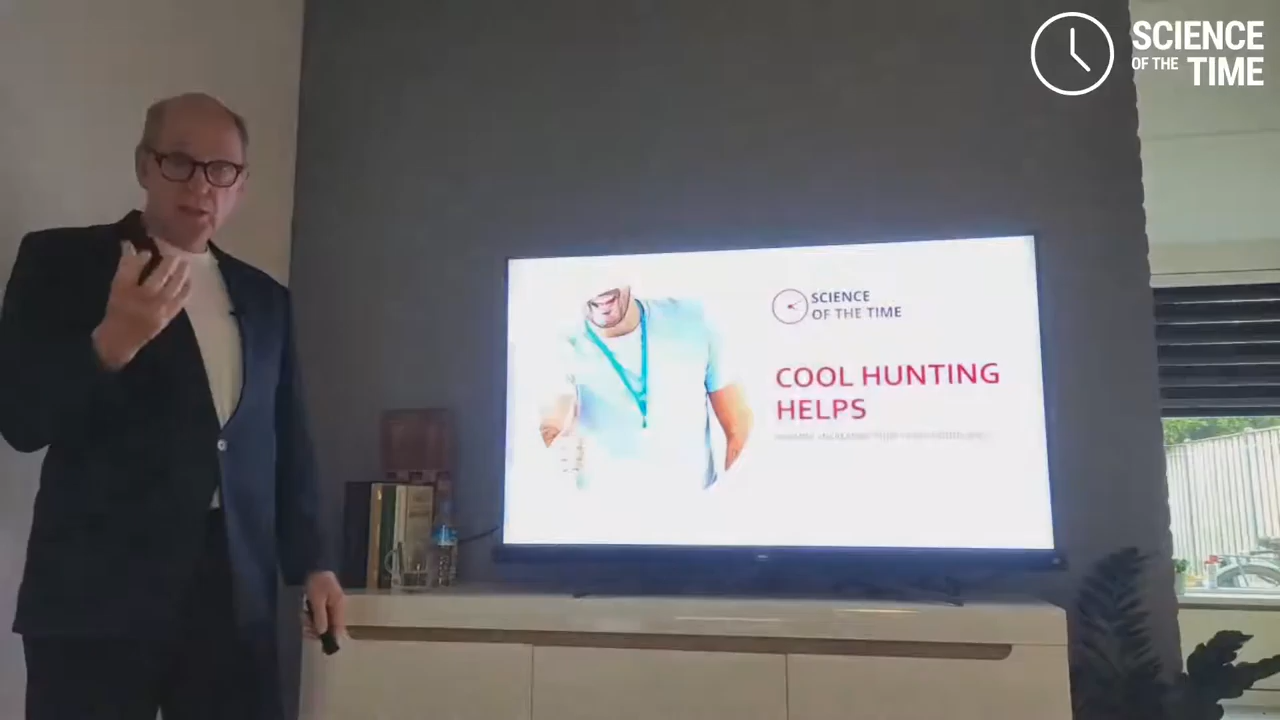 SCIENCE
OF THE TIME
SCIENCE
OF THE TIME
COOL HUNTING
HELPS